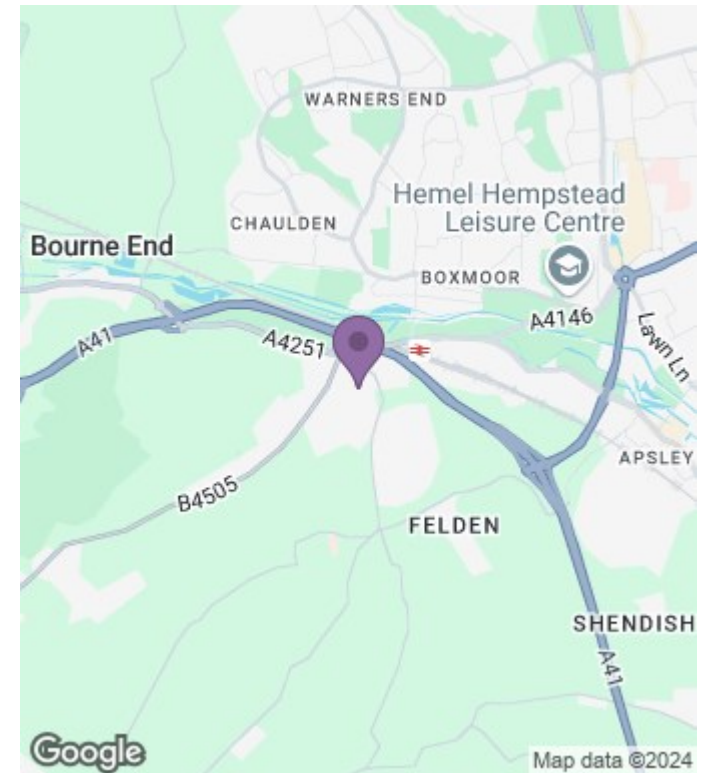 WARNERS END
Hemel Hempstead
Leisure Centre
CHAULDEN
Bourne End
BOXMOOR
A4146
A41
A4251
Lawn Ln
APSLEY
B4505
FELDEN
SHENDISH
A41
Google
Map data ©2024